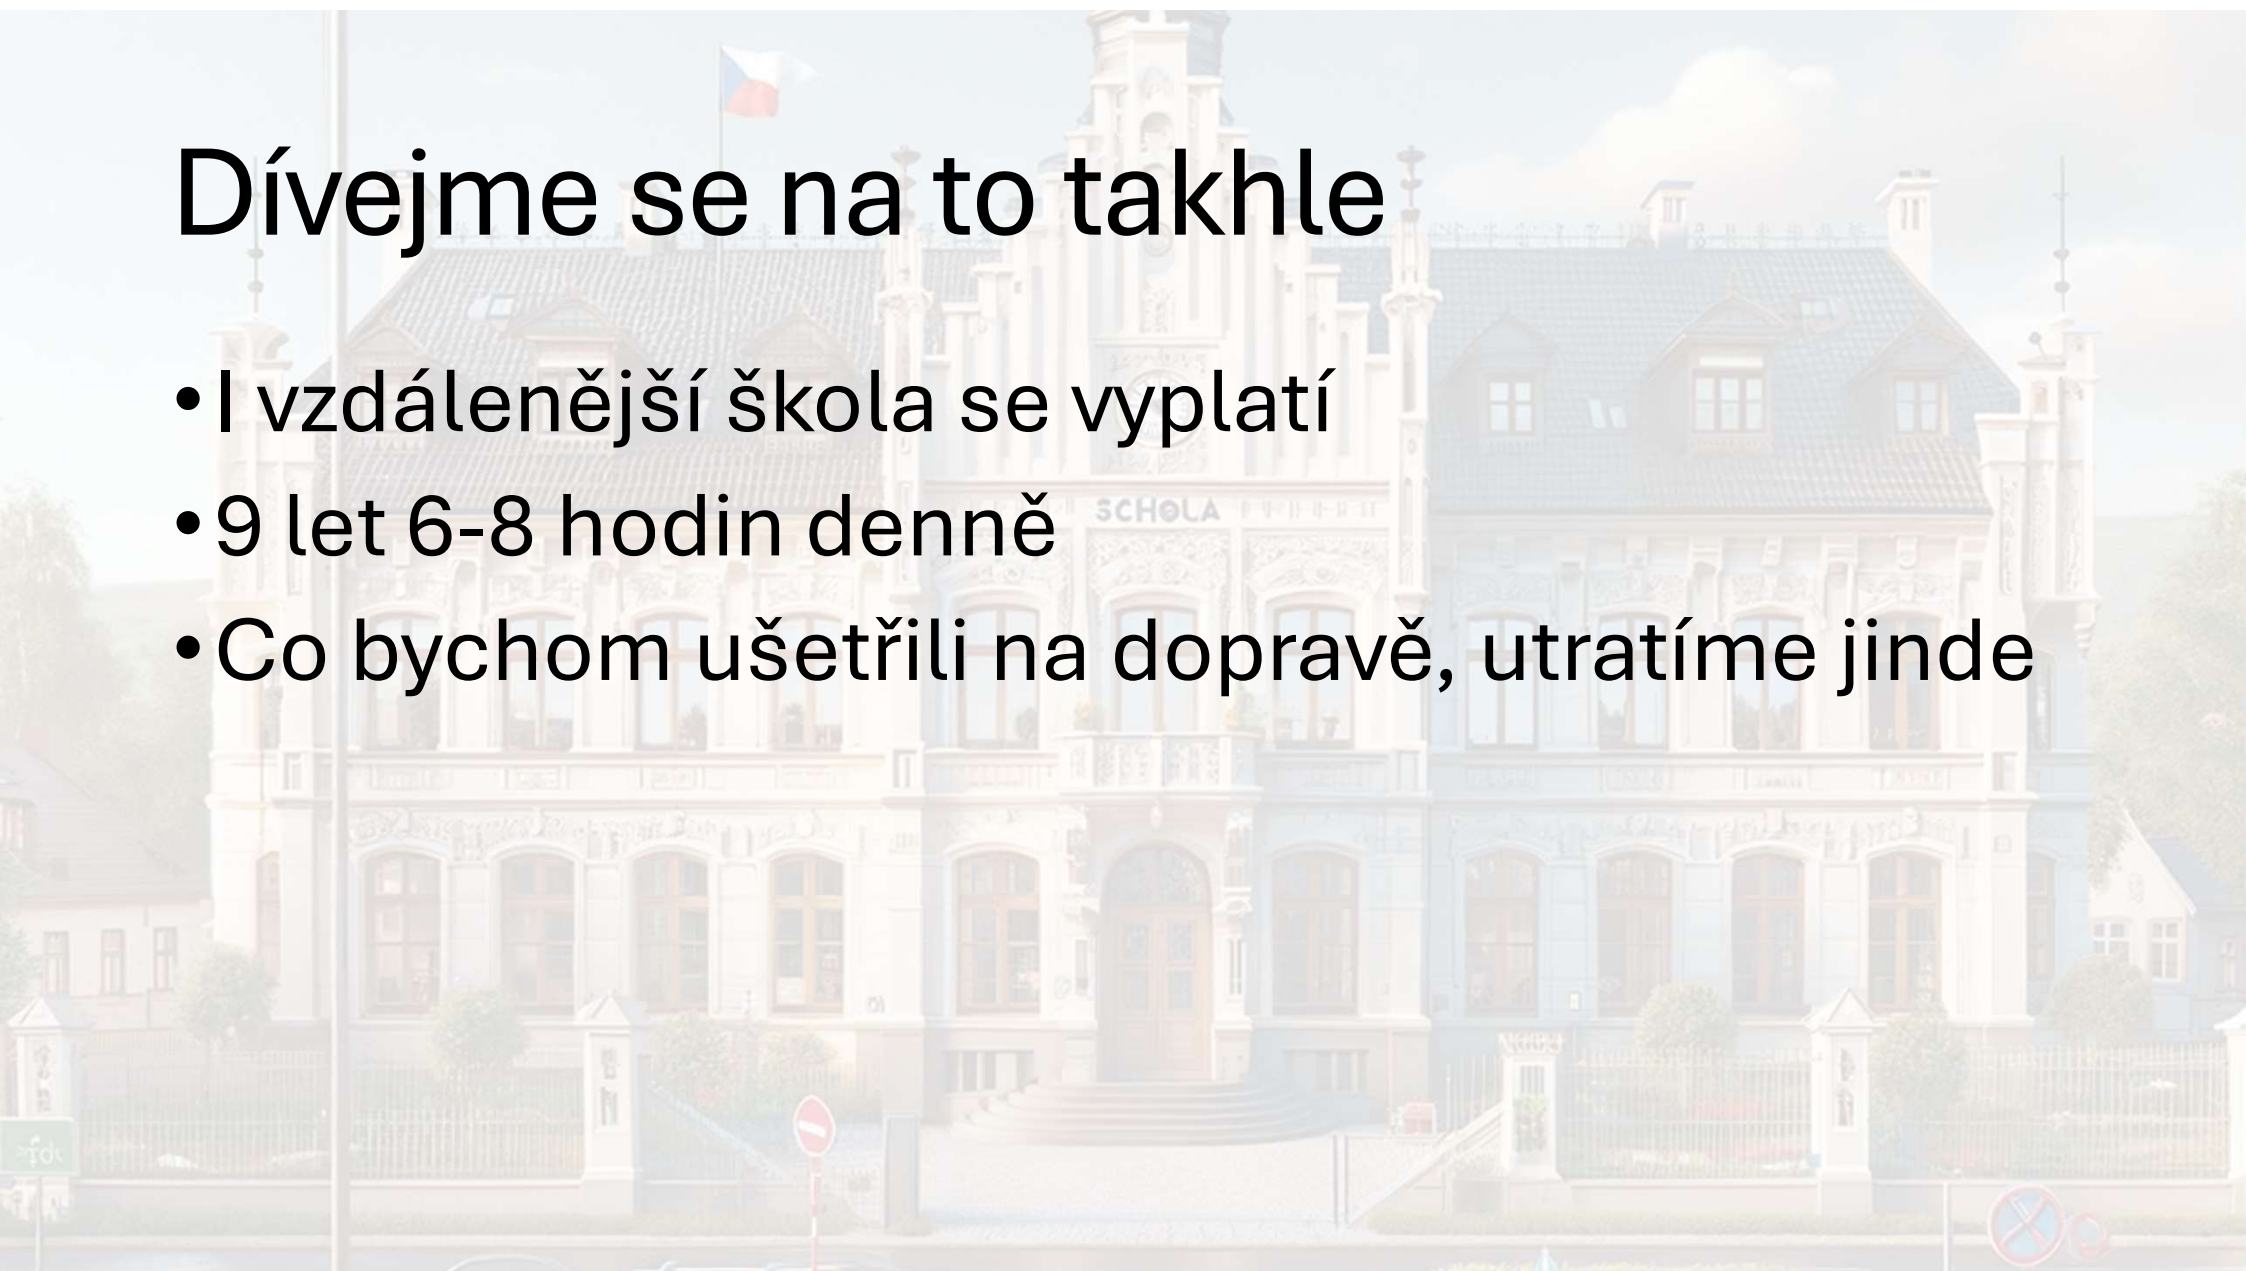 Dívejme se na to takhle
•I vzdálenější škola se vyplatí
•9 let 6-8 hodin denně
•Co bychom ušetřili na dopravě, utratíme jinde
SCHOLA